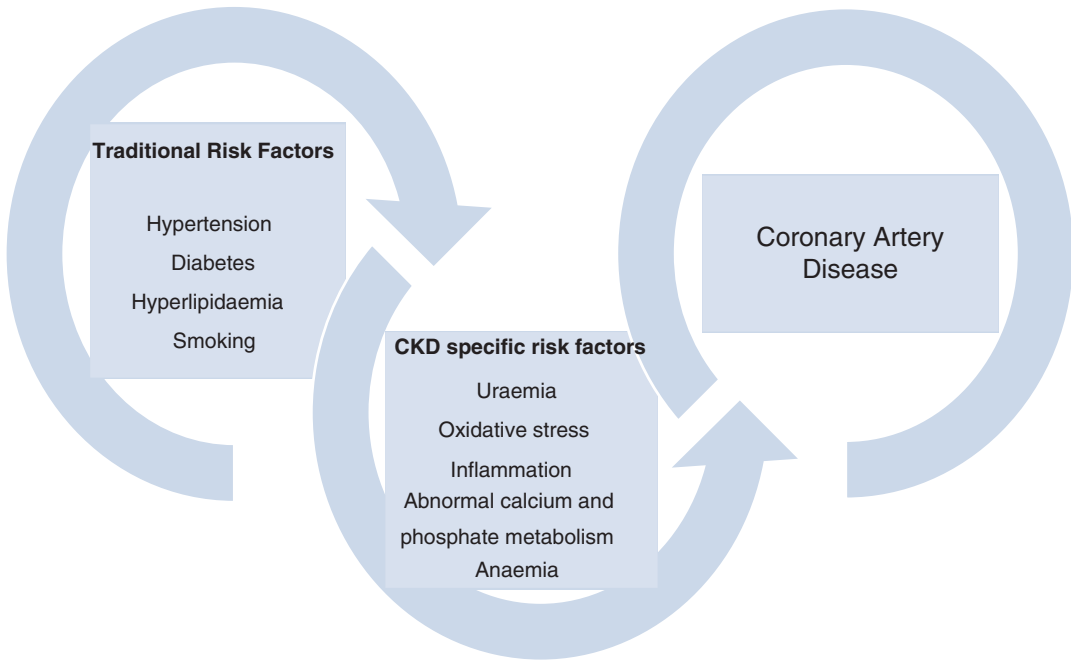 Traditional Risk Factors
Hypertension
Diabetes
Hyperlipidaemia
Smoking
CKD specific risk factors
Uraemia
Oxidative stress
Inflammation
Abnormal calcium and
phosphate metabolism
Anaemia
Coronary Artery
Disease